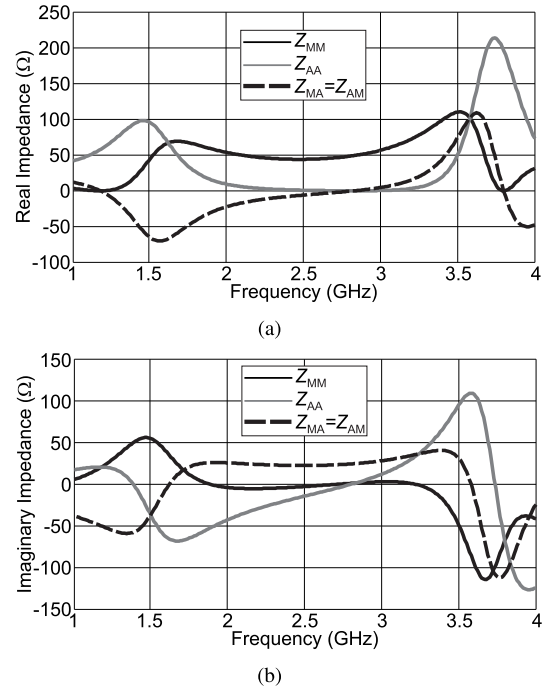 250
200
150
100
50
0
-50
-100
Real Impedance (Ω)
Z_MM
Z_AA
Z_MA=Z_AM
1 1.5 2 2.5 3 3.5 4
Frequency (GHz)
(a)
150
100
50
0
-50
-100
-150
Imaginary Impedance (Ω)
Z_MM
Z_AA
Z_MA=Z_AM
1 1.5 2 2.5 3 3.5 4
Frequency (GHz)
(b)